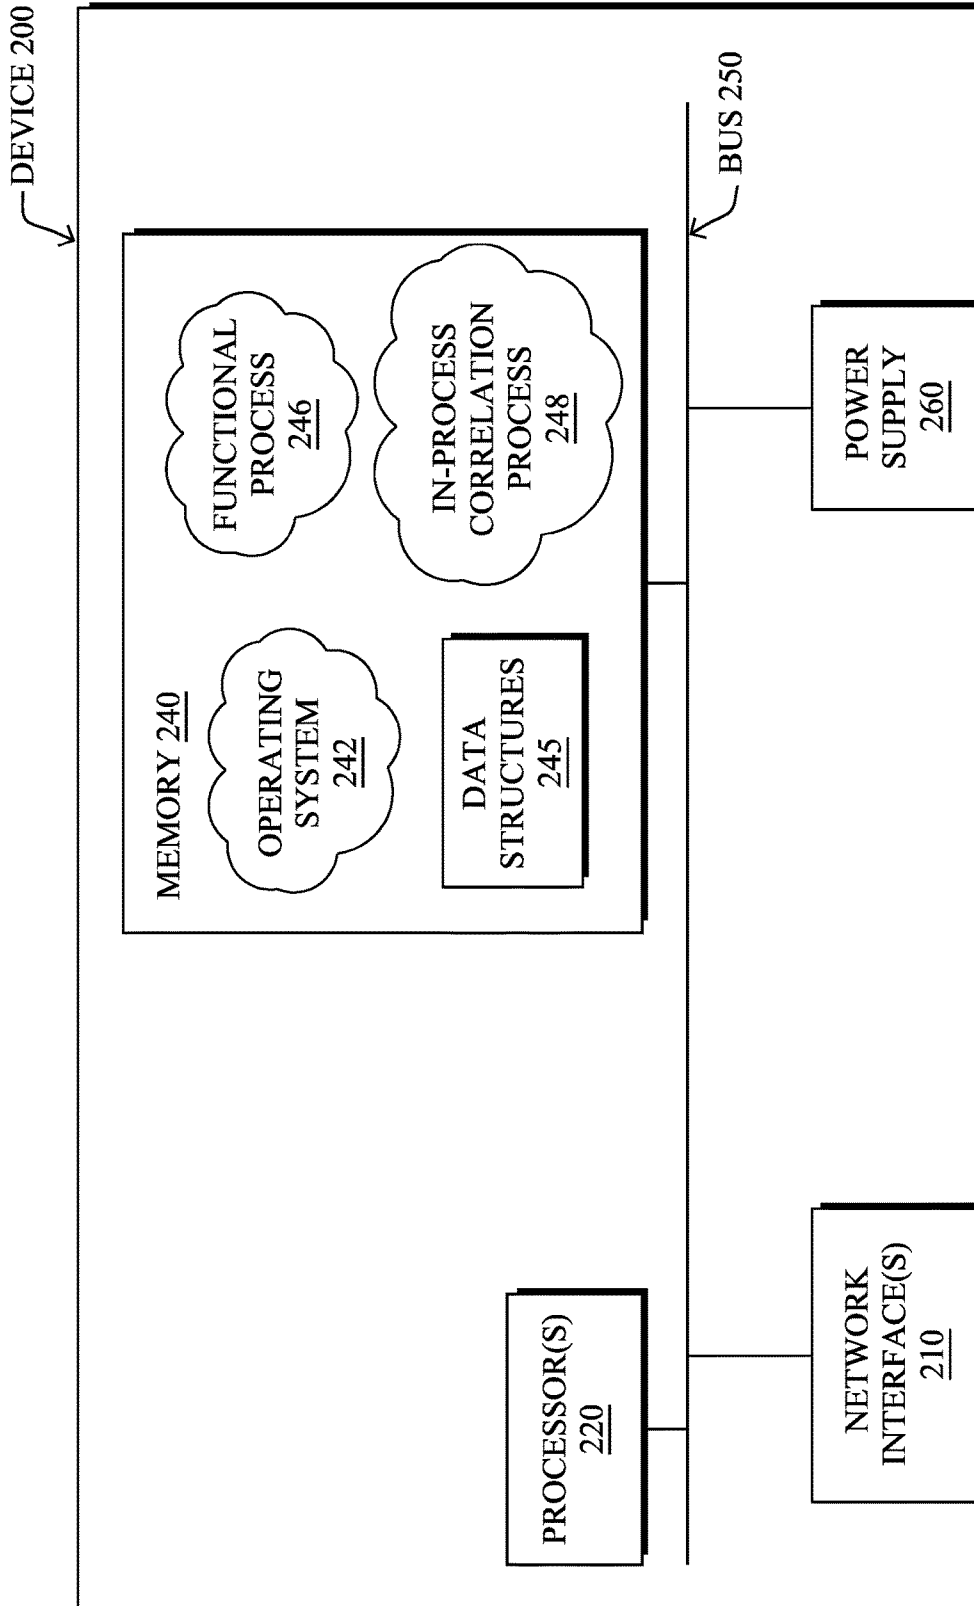 DEVICE 200
MEMORY 240
OPERATING
SYSTEM
242
FUNCTIONAL
PROCESS
246
DATA
STRUCTURES
245
IN-PROCESS
CORRELATION
PROCESS
248
PROCESSOR(S)
220
BUS 250
NETWORK
INTERFACE(S)
210
POWER
SUPPLY
260